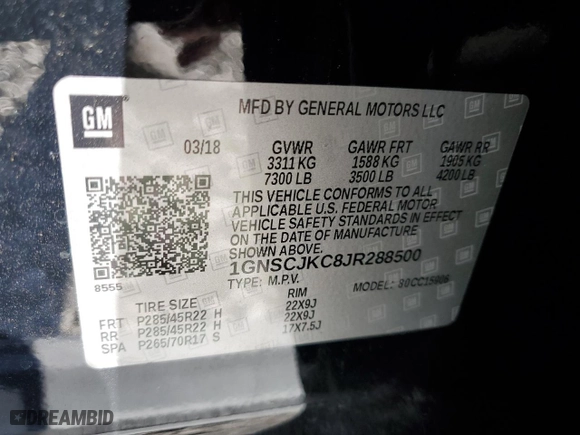 GM
MFD BY GENERAL MOTORS LLC
03/18 GVWR GAWR FRT GAWR RR
3311 KG 1588 KG 1905 KG
7300 LB 3500 LB 4200 LB
THIS VEHICLE CONFORMS TO ALL
APPLICABLE U.S. FEDERAL MOTOR
VEHICLE SAFETY STANDARDS IN EFFECT
ON THE DATE OF MANUFACTURE
SHOWN ABOVE.
8555
1GNSCJKC8JR288500
TYPE: M.P.V. MODEL:
TIRE SIZE RIM
FRT P285/45R22 H 22X9J
RR P285/45R22 H 22X9J
SPA P265/70R17 S 17X7.5J
DREAMBID